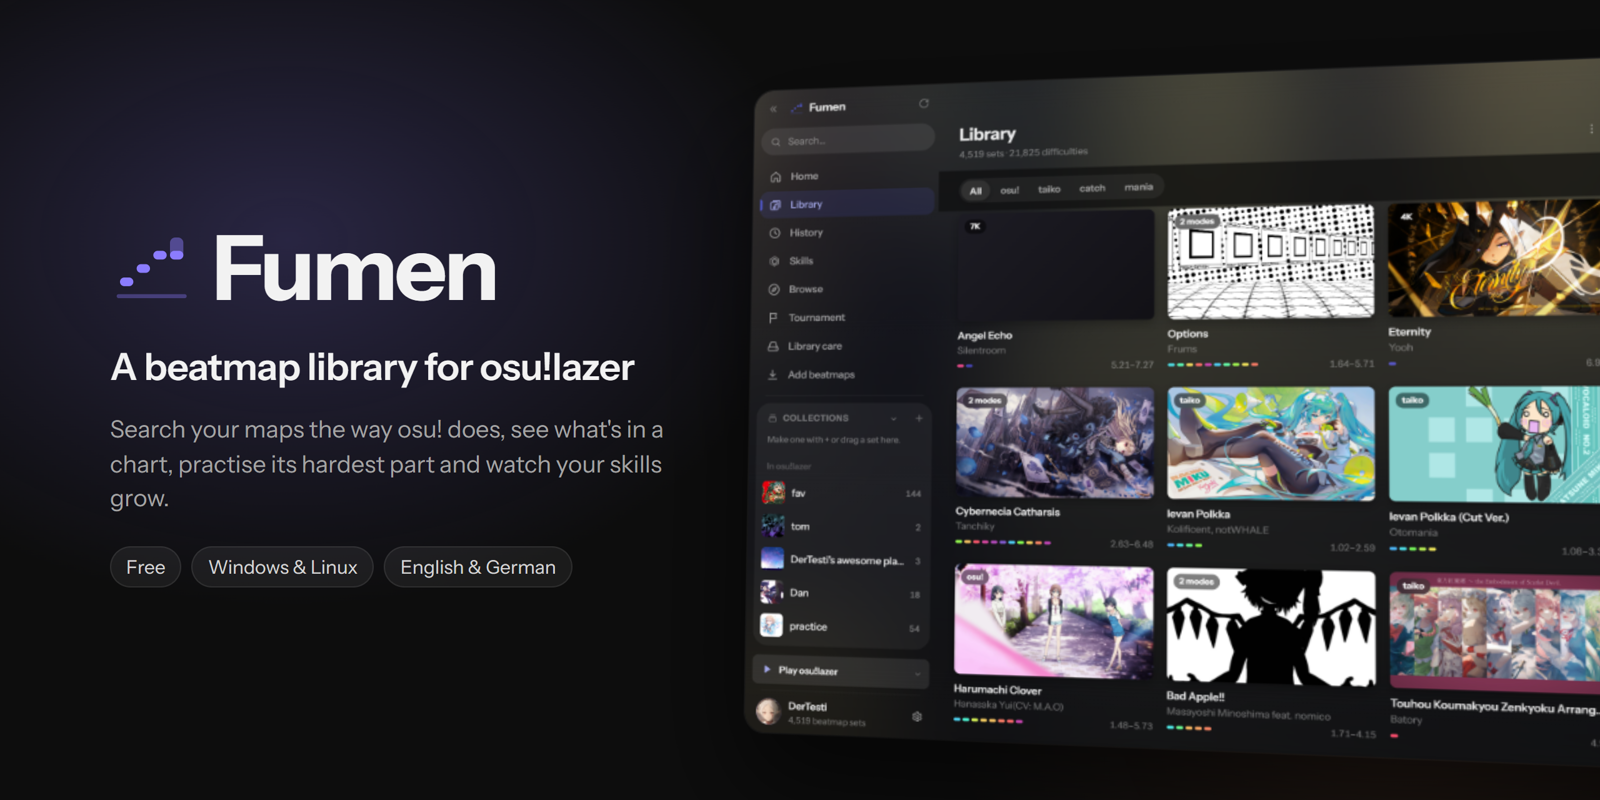 Fumen
A beatmap library for osu!lazer
Search your maps the way osu! does, see what's in a
chart, practise its hardest part and watch your skills
grow.
Free
Windows & Linux
English & German
Fumen
Search...
Home
Library
History
Skills
Browse
Tournament
Library care
Add beatmaps
COLLECTIONS
Make one with + or drag a set here.
In osu!lazer
fav 144
tom 2
DerTesti's awesome pla... 3
Dan 18
practice 54
Play osu!lazer
DerTesti
4,519 beatmap sets
Library
4,519 sets · 21,825 difficulties
All osu! taiko catch mania
7K
Angel Echo
Silentroom
5.21–7.27
2 modes
Options
Frums
1.64–5.71
4K
Eternity
Eternity
Yooh
2 modes
Cybernecia Catharsis
Tanchiky
2.63–6.48
taiko
MIKU
Ievan Polkka
Kolificent, notWHALE
1.02–2.59
taiko
Ievan Polkka (Cut Ver.)
Otomania
osu!
Harumachi Clover
Hanasaka Yui(CV: M.A.O)
1.48–5.73
2 modes
Bad Apple!!
Masayoshi Minoshima feat. nomico
1.71–4.15
taiko
Touhou Koumakyou Zenkyoku Arrang...
Batory